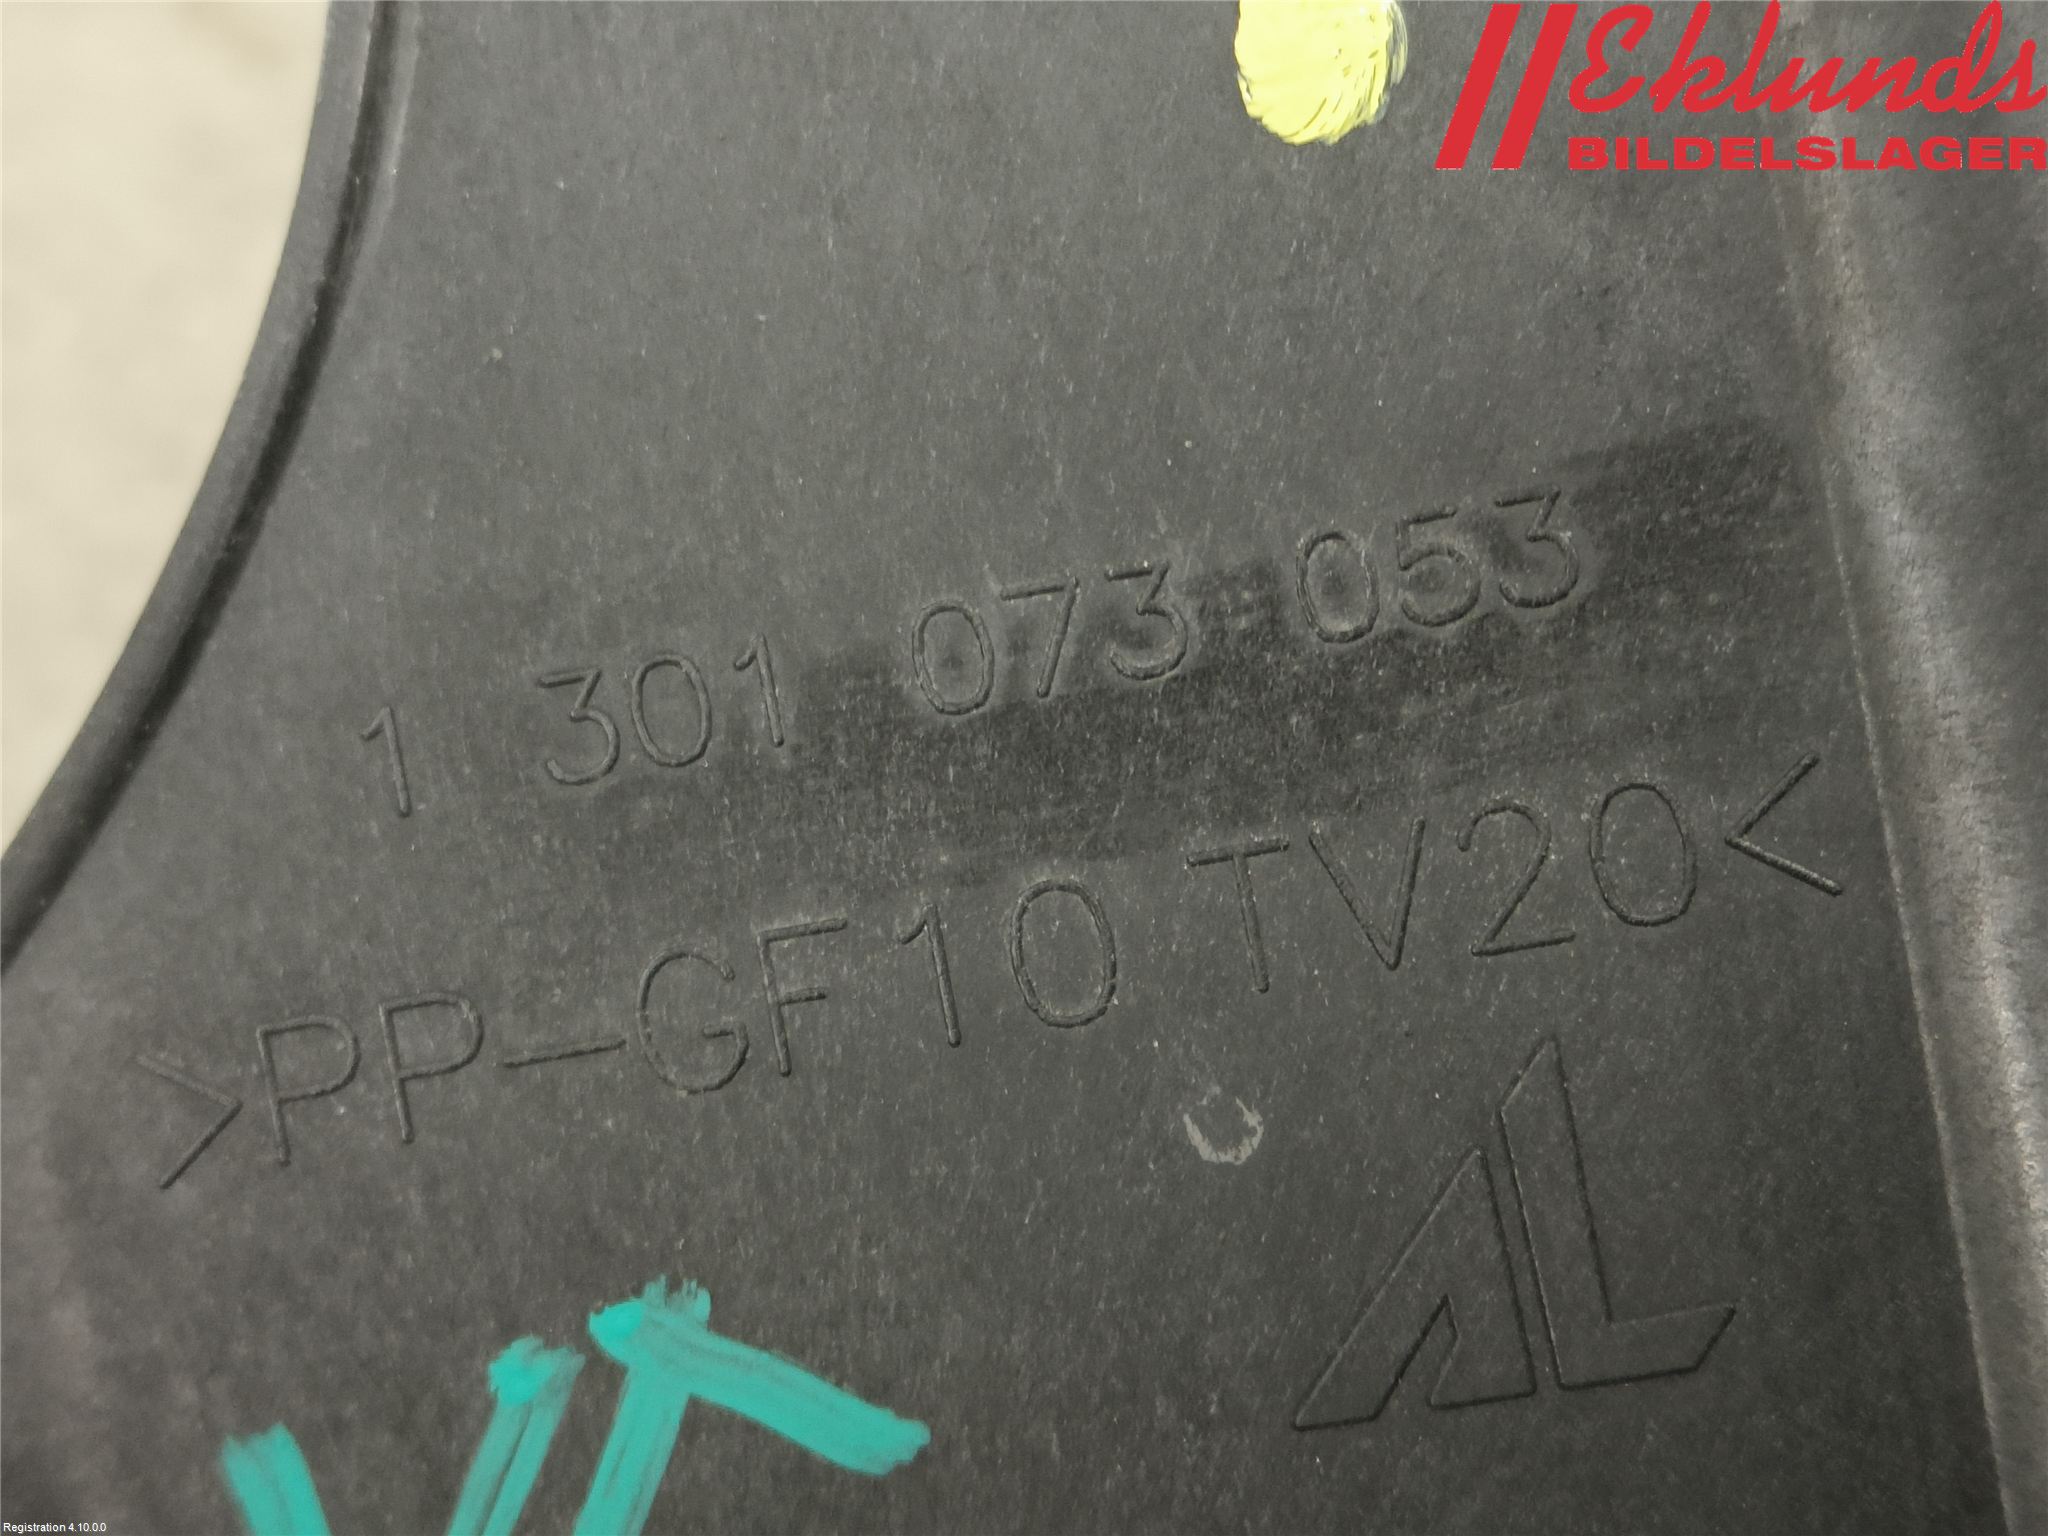 Eklunds
BILDELSLAGER
1 301 073 053
>PP-GF10 TV20<
AL
Registration 4.10.0.0